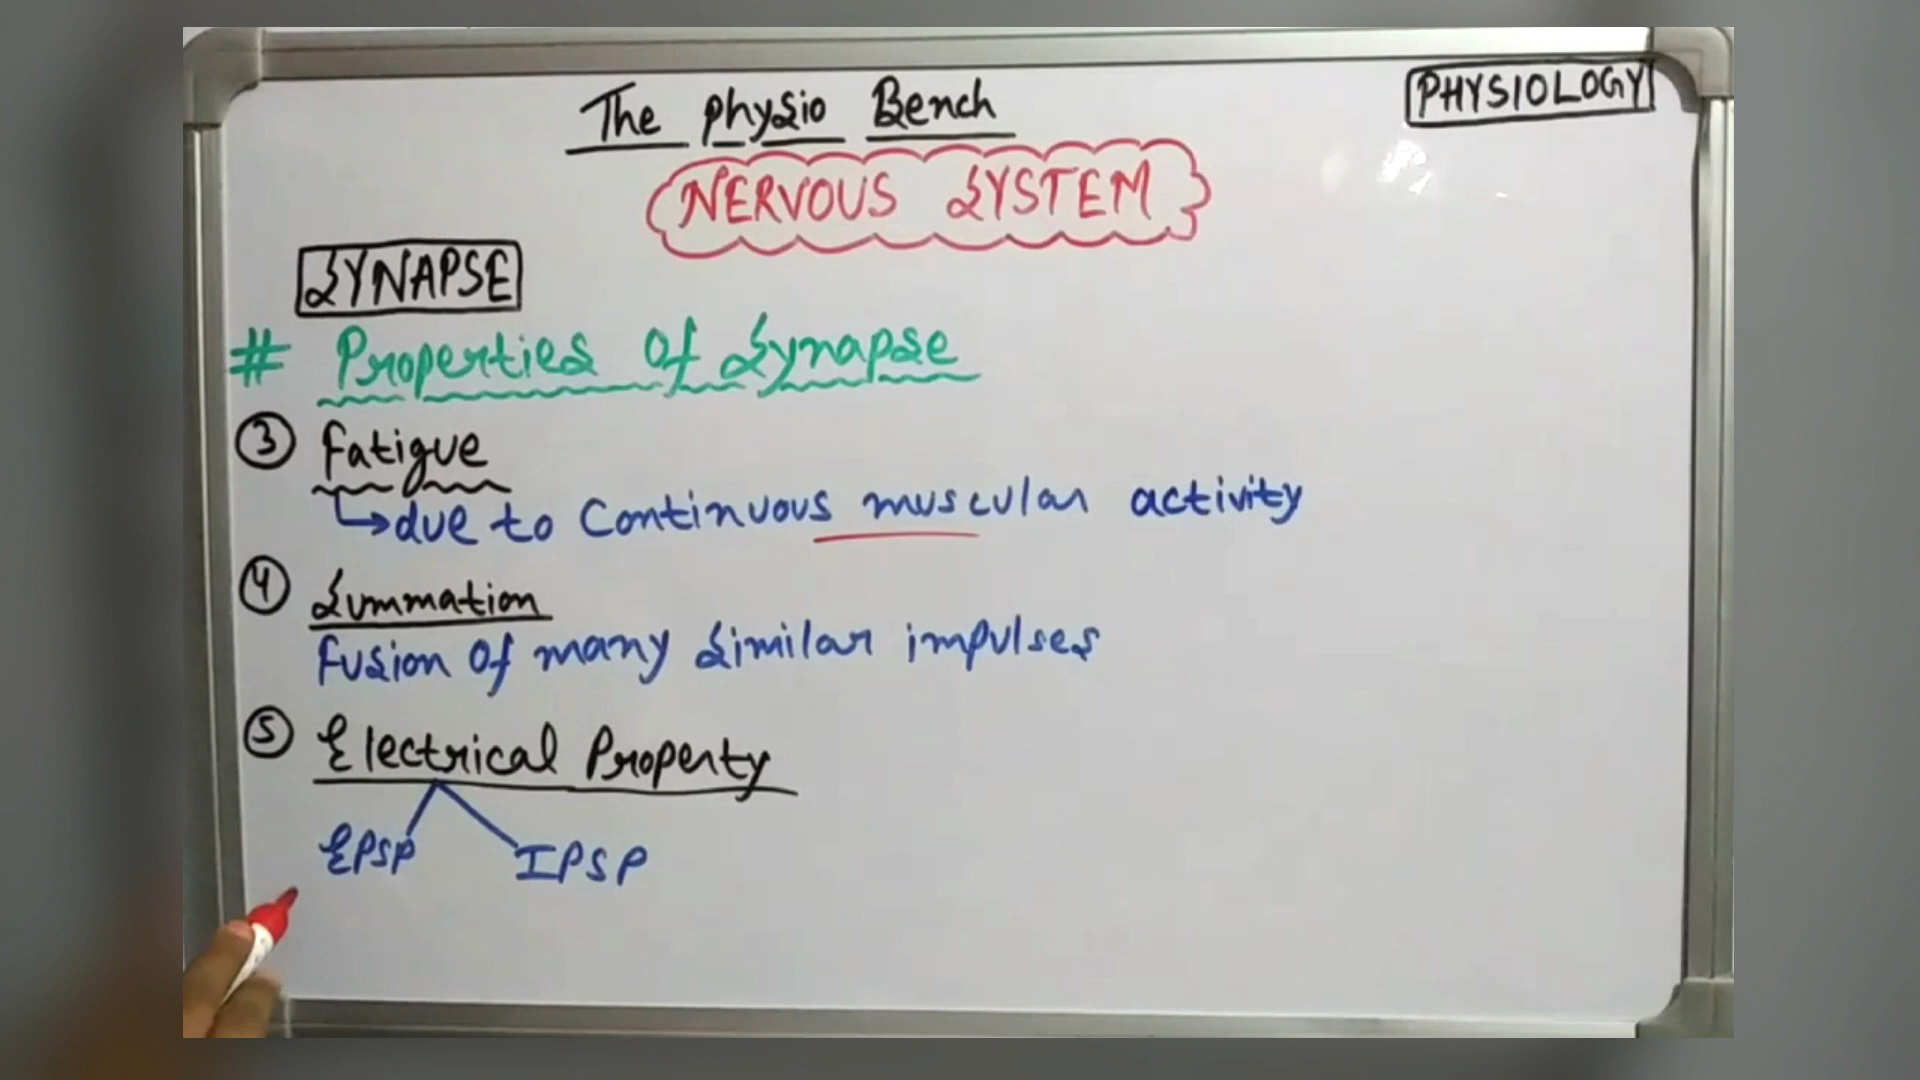 The Physio Bench
PHYSIOLOGY
NERVOUS SYSTEM
SYNAPSE
# Properties Of Synapse
3 Fatigue
↳due to Continuous muscular activity
4 Summation
Fusion Of many similar impulses
5 Electrical Property
EPSP IPSP